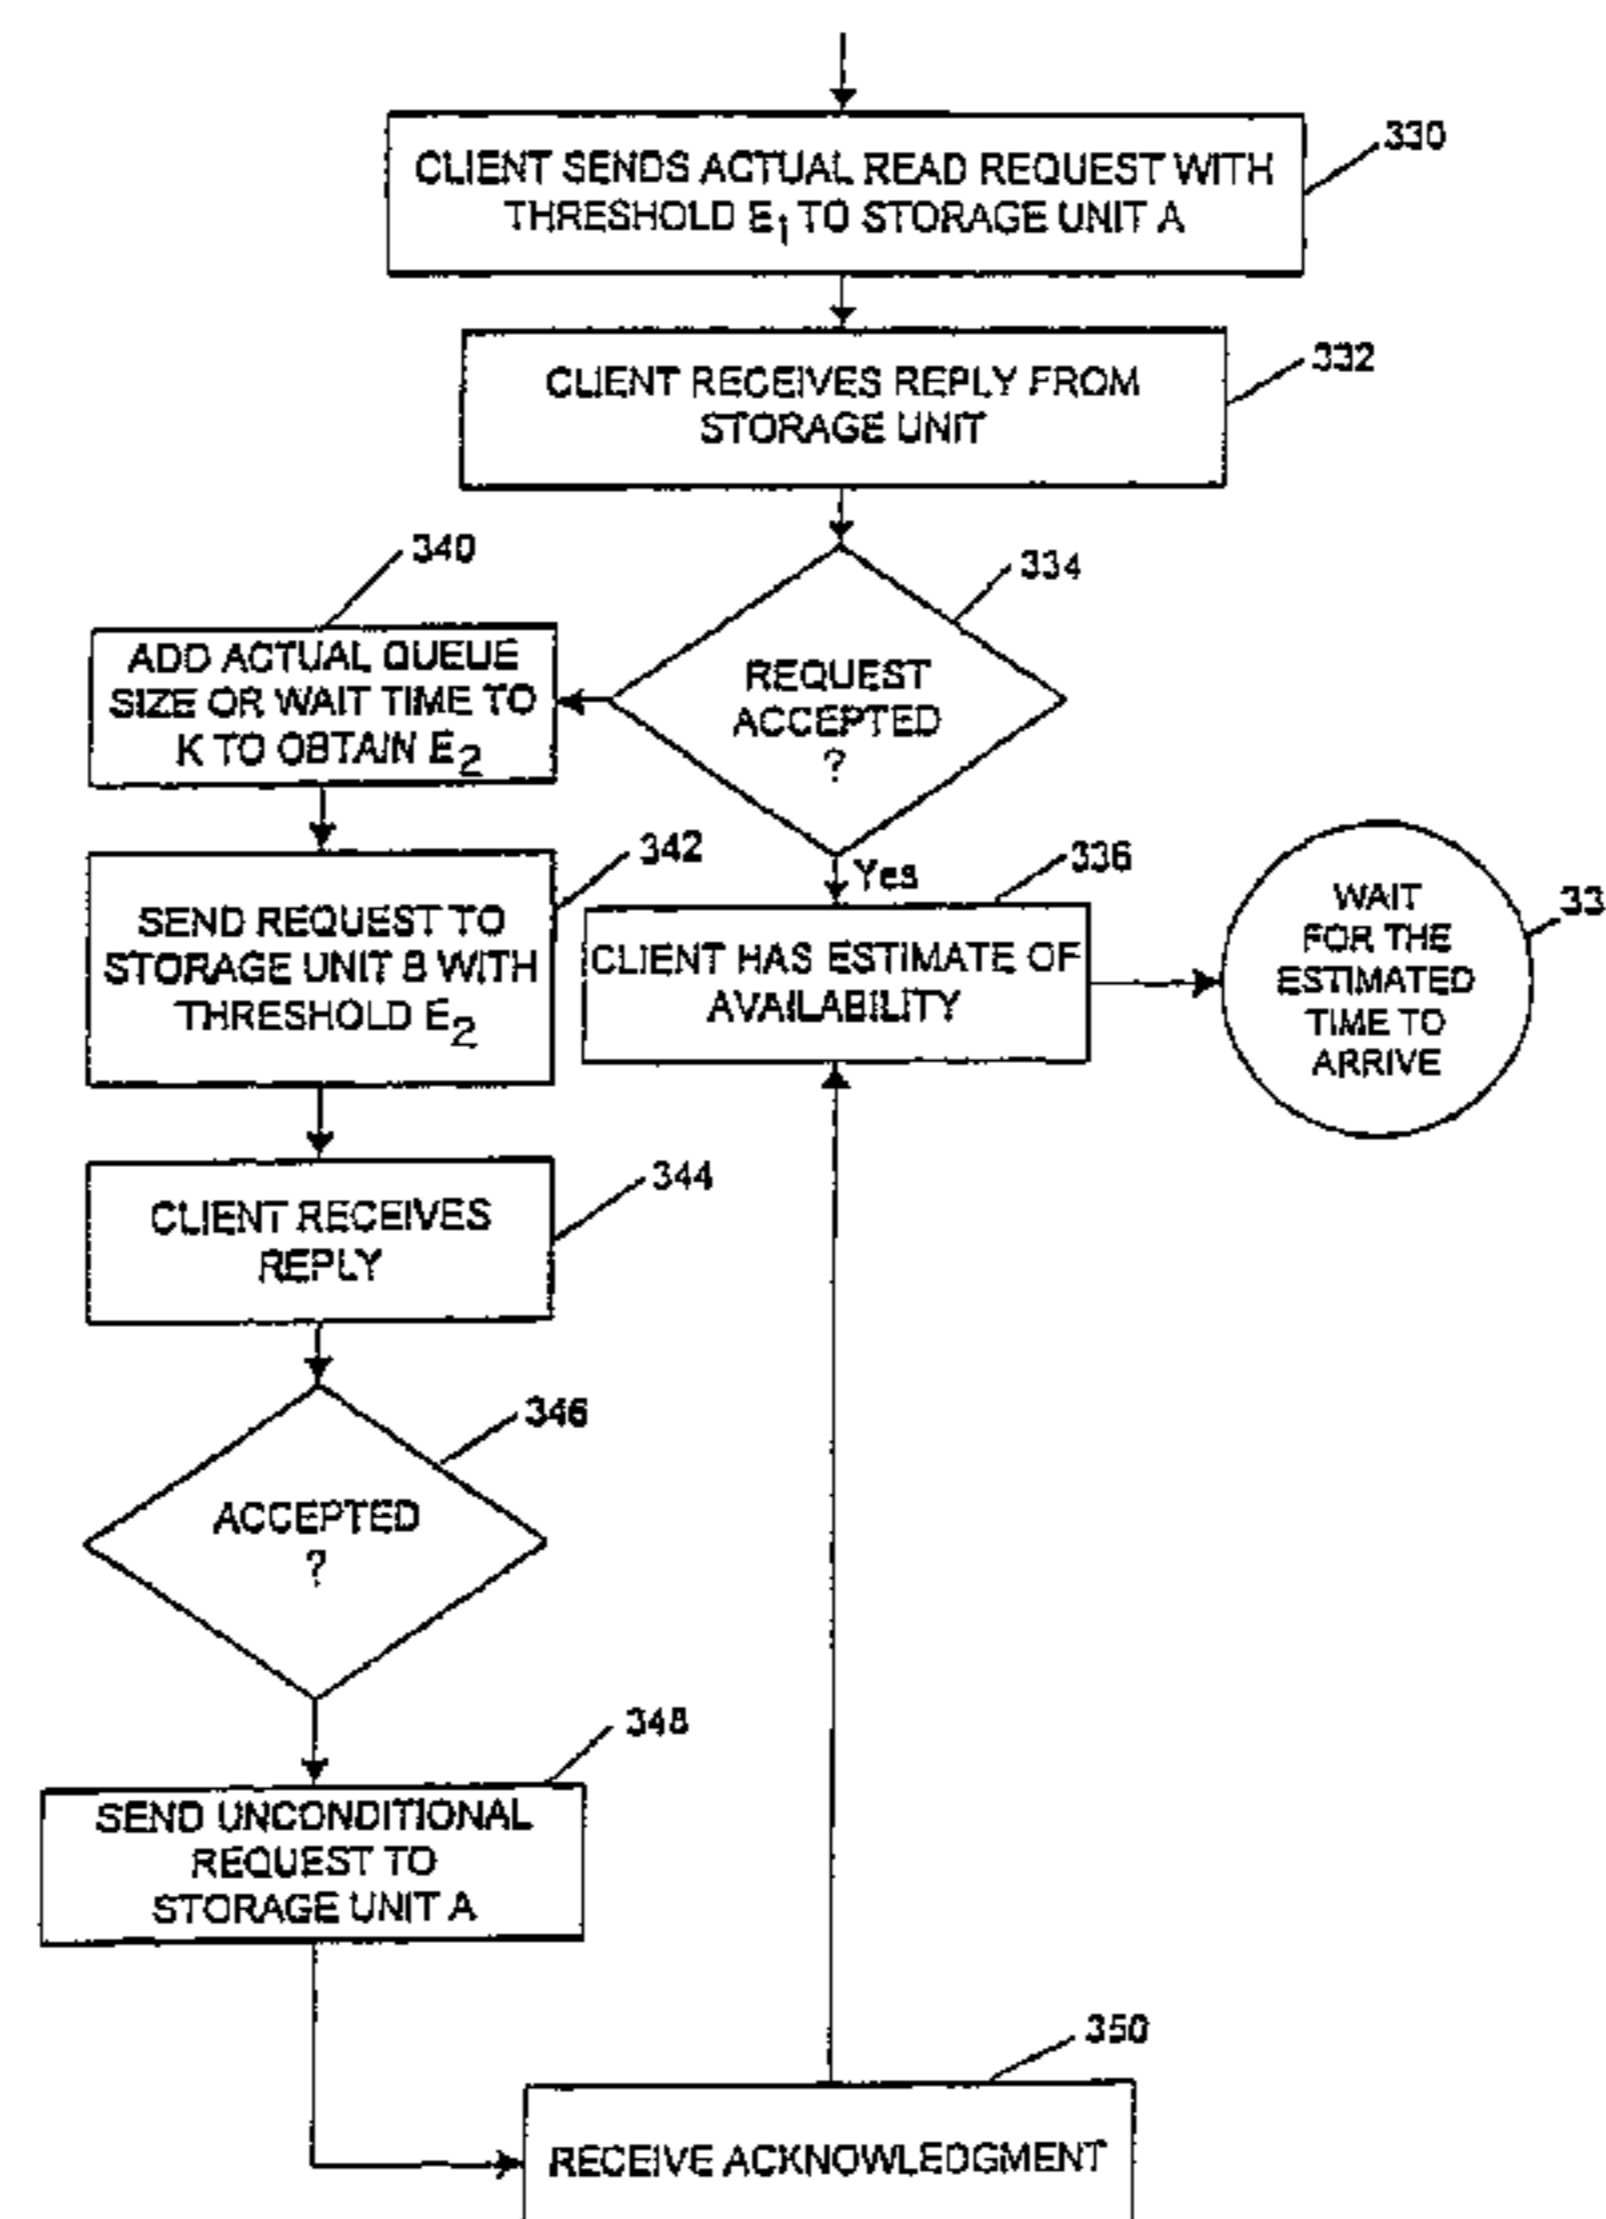 330
CLIENT SENDS ACTUAL READ REQUEST WITH
THRESHOLD E1 TO STORAGE UNIT A
332
CLIENT RECEIVES REPLY FROM
STORAGE UNIT
334
REQUEST
ACCEPTED
?
340
ADD ACTUAL QUEUE
SIZE OR WAIT TIME TO
K TO OBTAIN E2
342
SEND REQUEST TO
STORAGE UNIT B WITH
THRESHOLD E2
Yes
336
CLIENT HAS ESTIMATE OF
AVAILABILITY
33
WAIT
FOR THE
ESTIMATED
TIME TO
ARRIVE
344
CLIENT RECEIVES
REPLY
346
ACCEPTED
?
348
SEND UNCONDITIONAL
REQUEST TO
STORAGE UNIT A
350
RECEIVE ACKNOWLEDGMENT